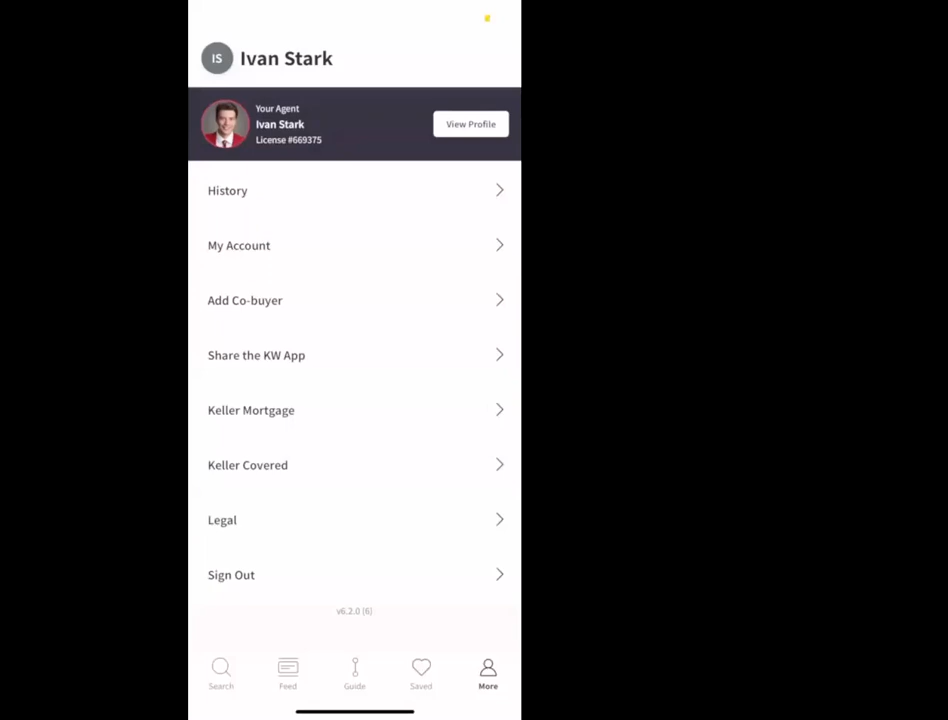 IS Ivan Stark
Your Agent
Ivan Stark
License #669375
View Profile
History
My Account
Add Co-buyer
Share the KW App
Keller Mortgage
Keller Covered
Legal
Sign Out
v6.2.0 (6)
Search Feed Guide Saved More